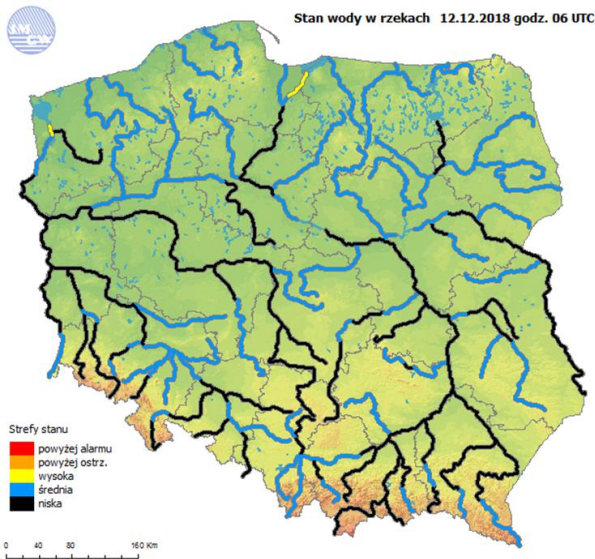 Stan wody w rzekach 12.12.2018 godz. 06 UTC
Strefy stanu
powyżej alarmu
powyżej ostrz.
wysoka
średnia
niska
0 40 80 160 Km